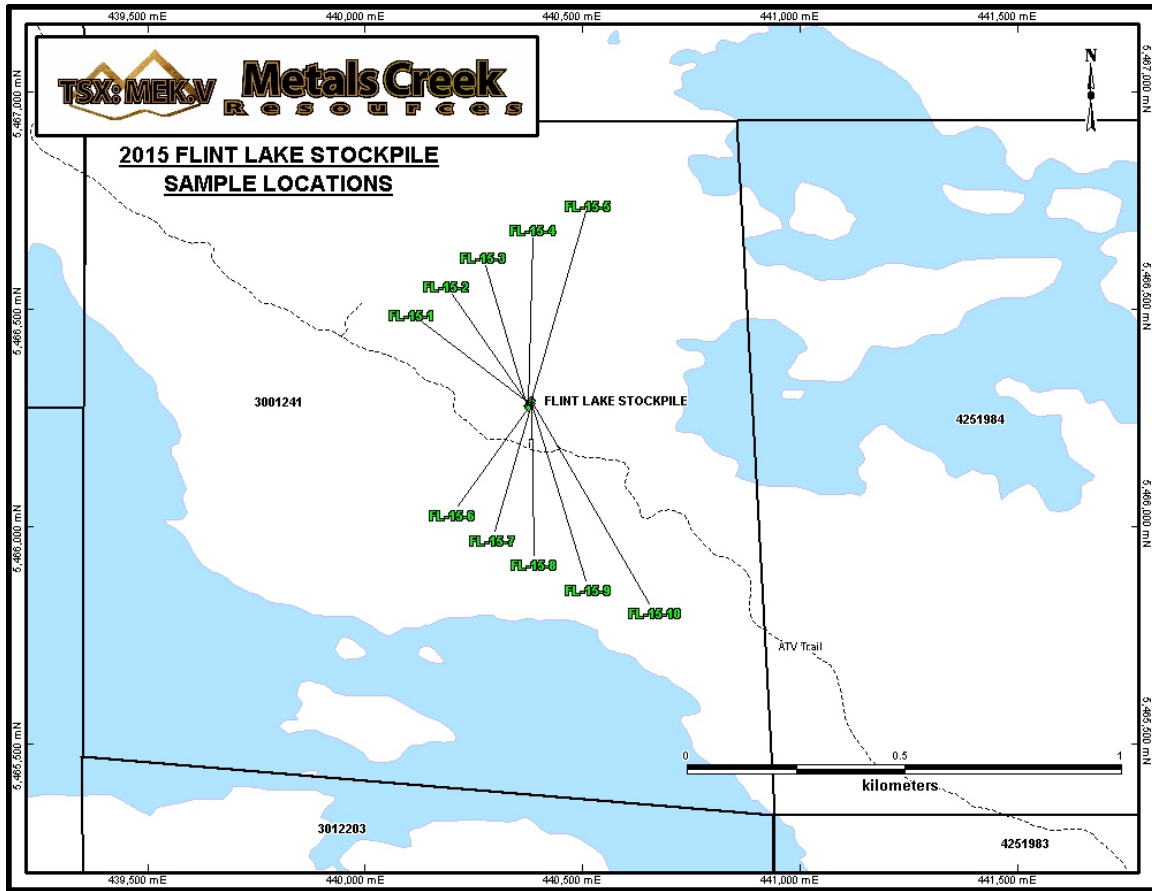 439,500 mE 440,000 mE 440,500 mE 441,000 mE 441,500 mE
5,467,000 mN
5,467,000 mN
TSX: MEK.V
Metals Creek
Resources
N
2015 FLINT LAKE STOCKPILE
SAMPLE LOCATIONS
FL-15-5
FL-15-4
FL-15-3
FL-15-2
FL-15-1
5,466,500 mN
5,466,500 mN
3001241
FLINT LAKE STOCKPILE
4251984
FL-15-6
FL-15-7
FL-15-8
FL-15-9
FL-15-10
5,466,000 mN
5,466,000 mN
ATV Trail
5,465,500 mN
5,465,500 mN
0 0.5 1
kilometers
3012203
4251983
439,500 mE 440,000 mE 440,500 mE 441,000 mE 441,500 mE